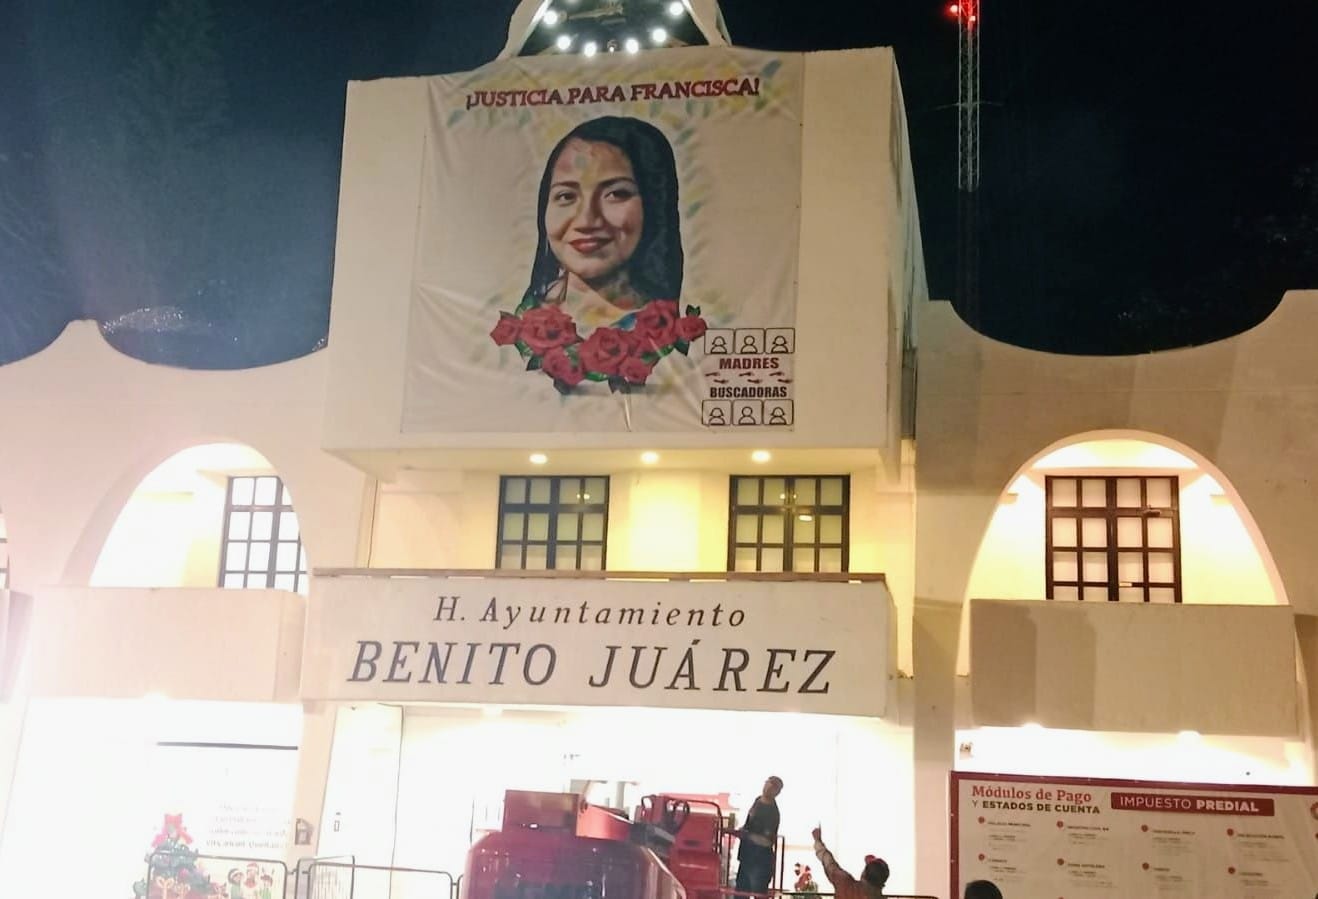 ¡JUSTICIA PARA FRANCISCA!
MADRES
BUSCADORAS
H. Ayuntamiento
BENITO JUÁREZ
Módulos de Pago
Y ESTADOS DE CUENTA
IMPUESTO PREDIAL